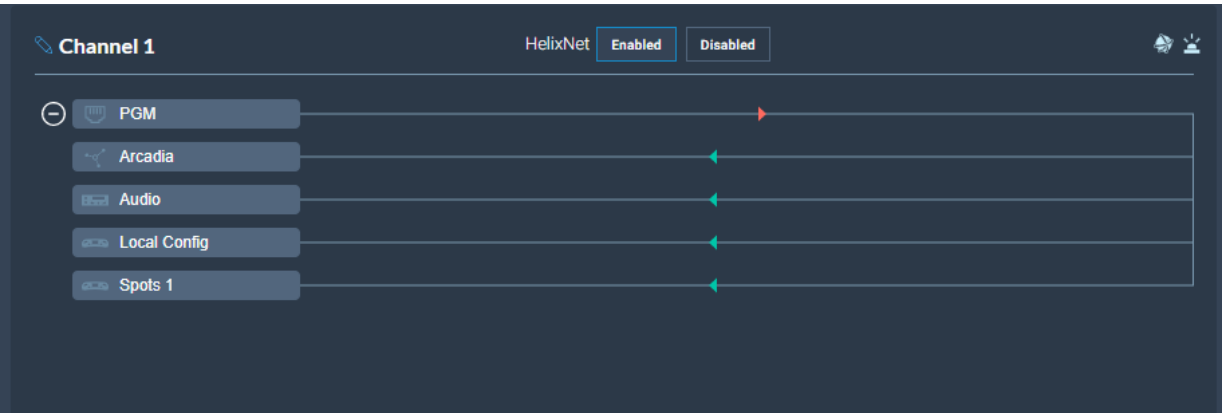 Channel 1 HelixNet Enabled Disabled
PGM
Arcadia
Audio
Local Config
Spots 1